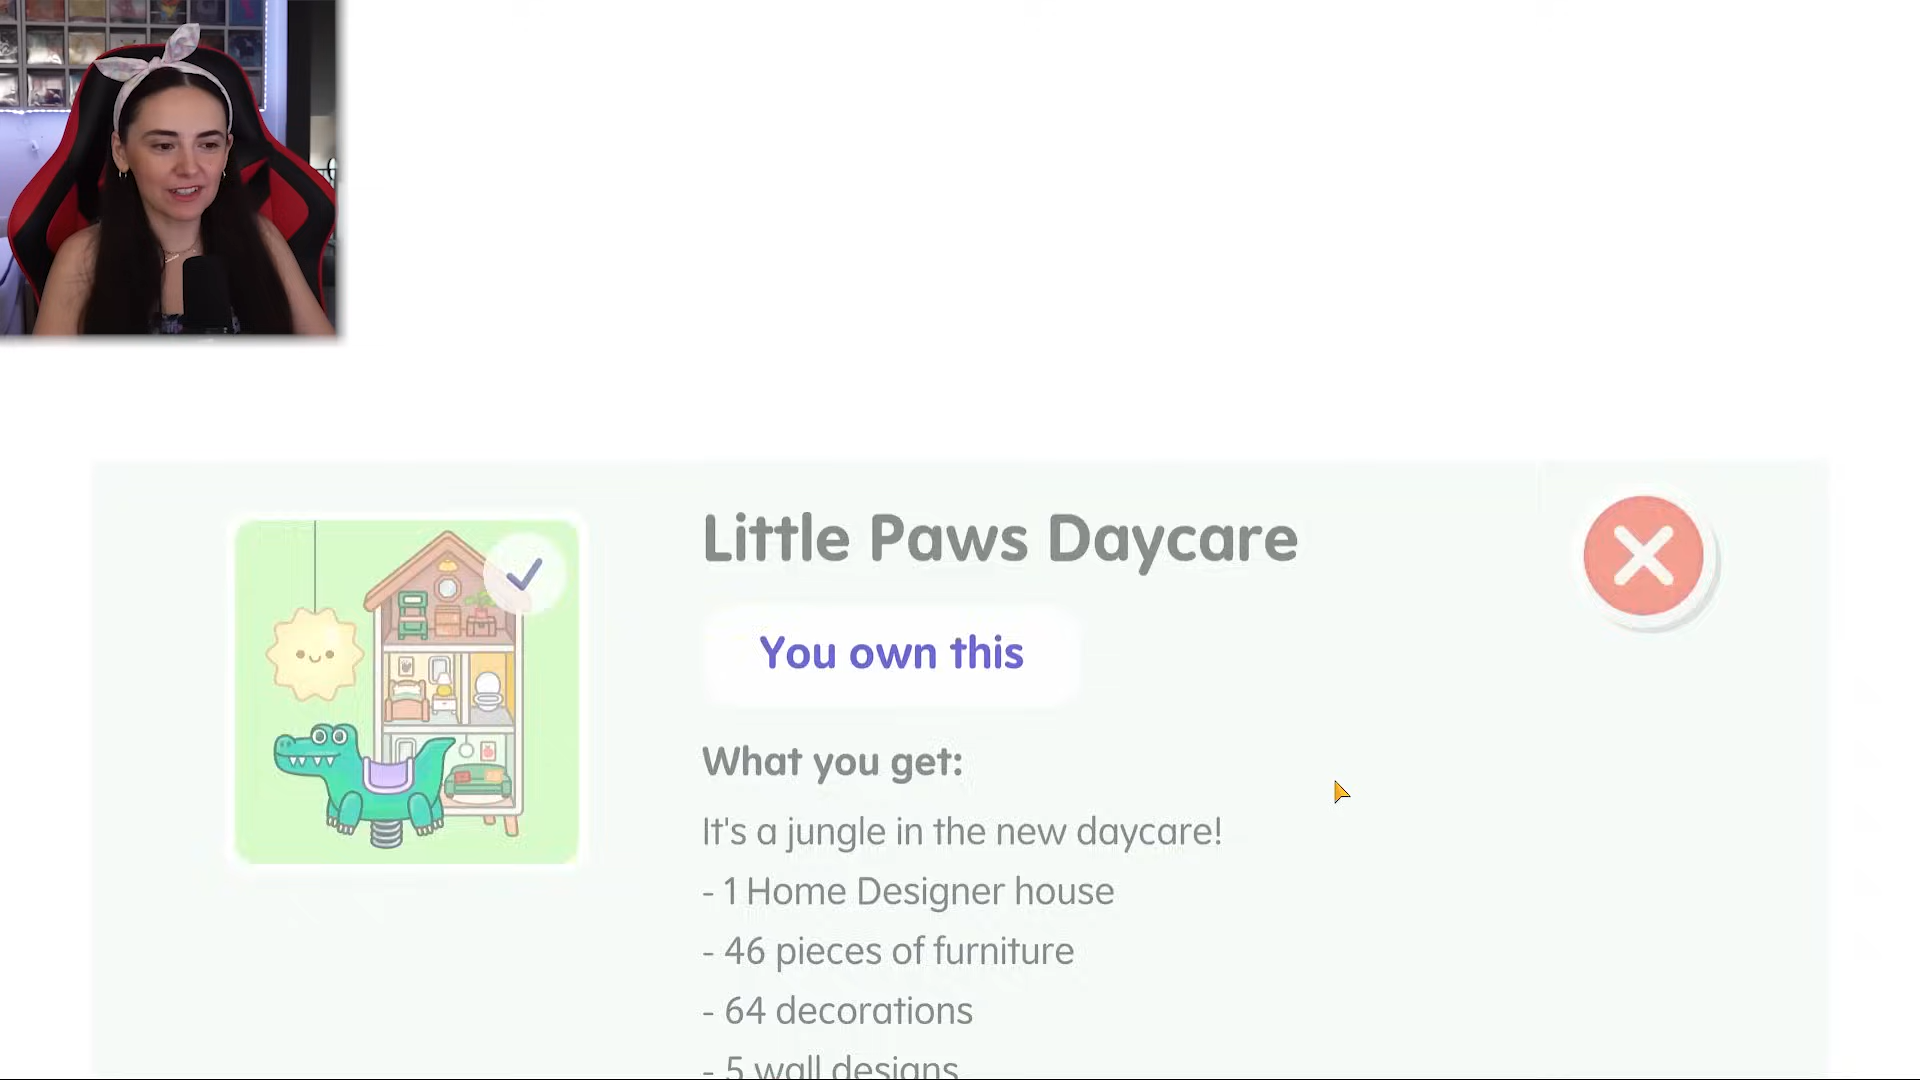 Little Paws Daycare
You own this
What you get:
It's a jungle in the new daycare!
- 1 Home Designer house
- 46 pieces of furniture
- 64 decorations
- 5 wall designs